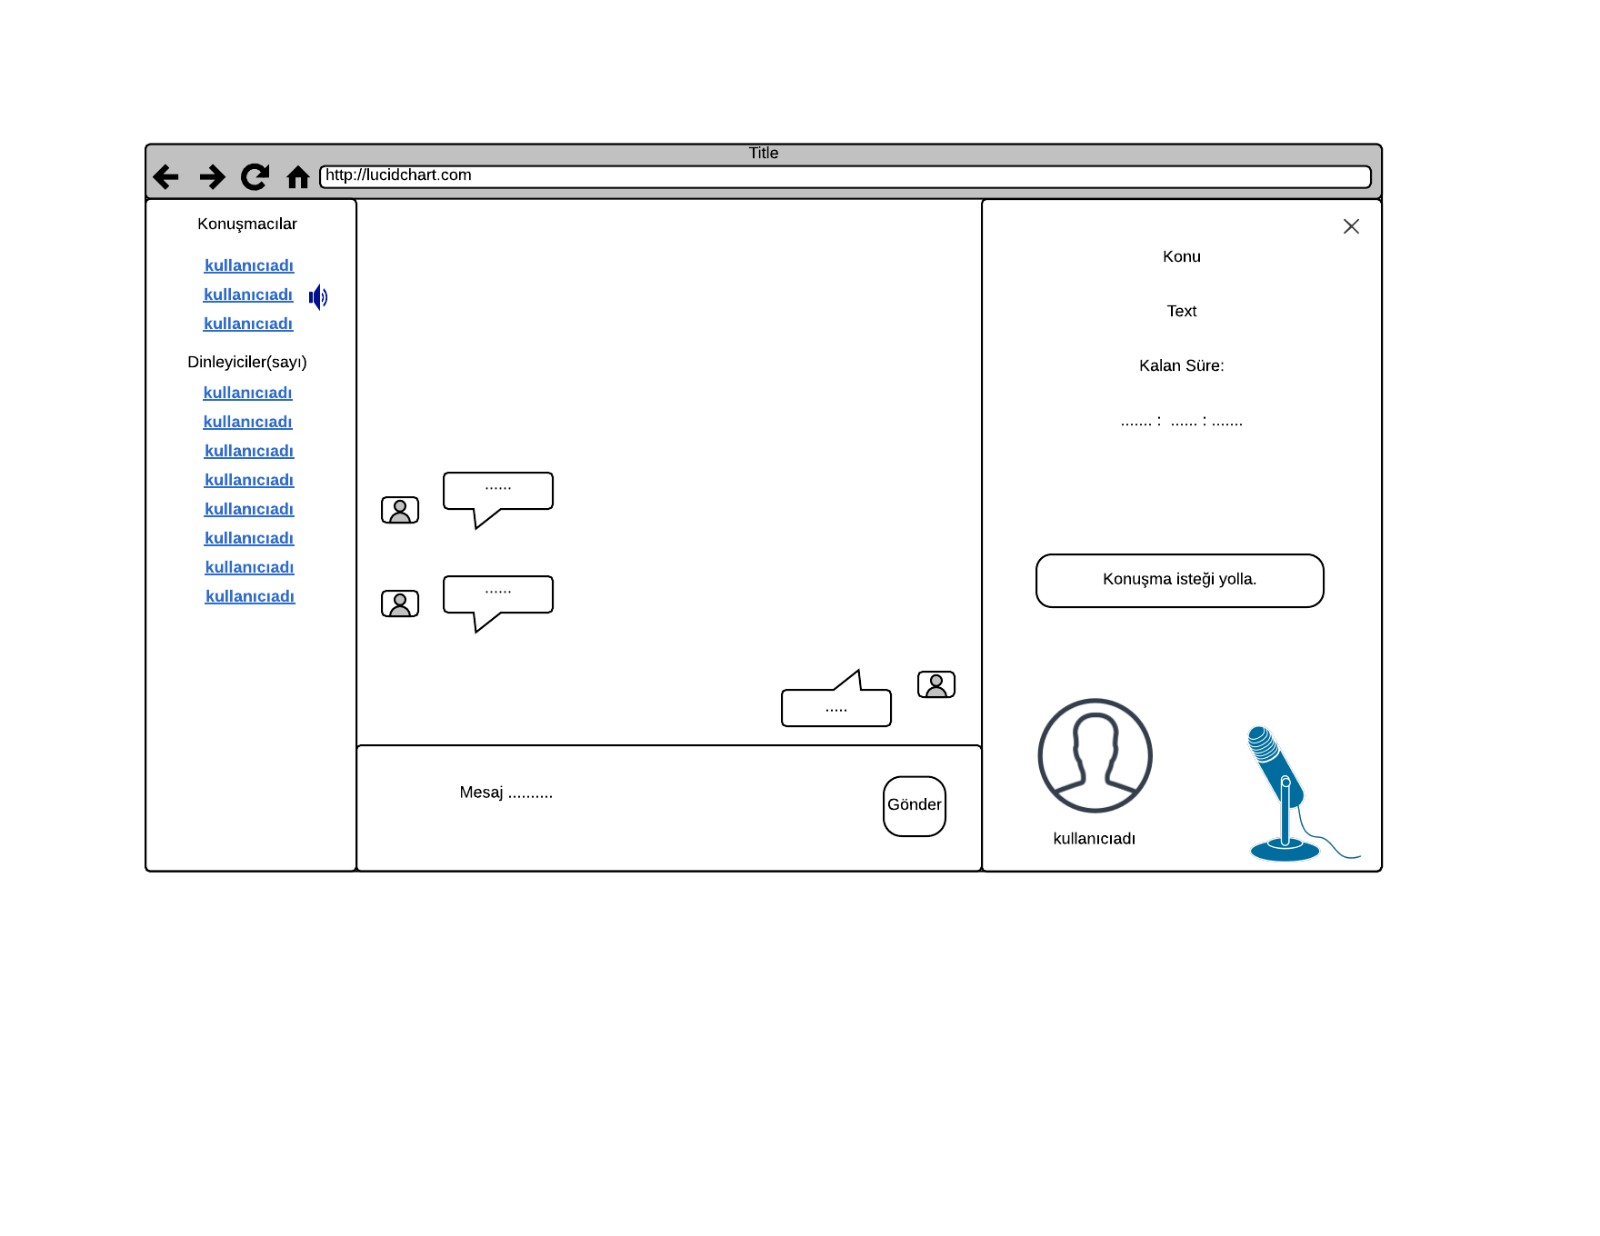 Title
http://lucidchart.com
Konuşmacılar
kullanıcıadı
kullanıcıadı
kullanıcıadı
Dinleyiciler(sayı)
kullanıcıadı
kullanıcıadı
kullanıcıadı
kullanıcıadı
kullanıcıadı
kullanıcıadı
kullanıcıadı
kullanıcıadı
......
......
.....
Mesaj ..........
Gönder
Konu
Text
Kalan Süre:
....... : ...... : .......
Konuşma isteği yolla.
kullanıcıadı